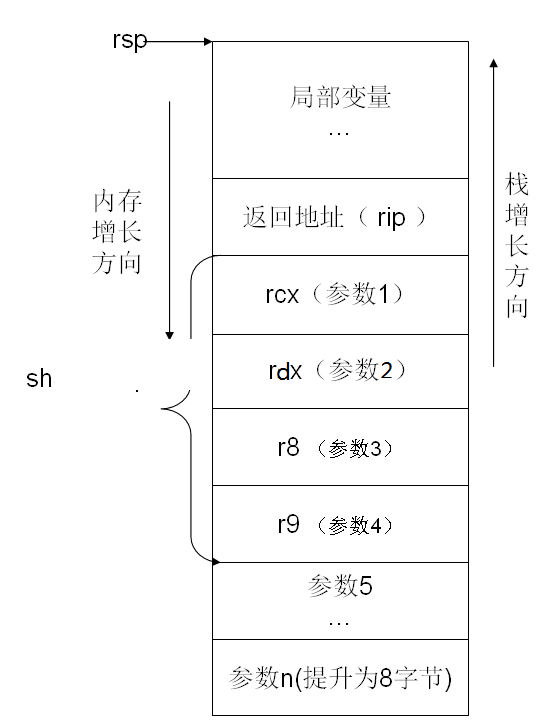 rsp
局部变量
...
内存
增长
方向
栈
增
长
方
向
返回地址（ rip ）
rcx（参数1）
rdx（参数2）
sh
.
r8 （参数3）
r9 （参数4）
参数5
...
参数n(提升为8字节)